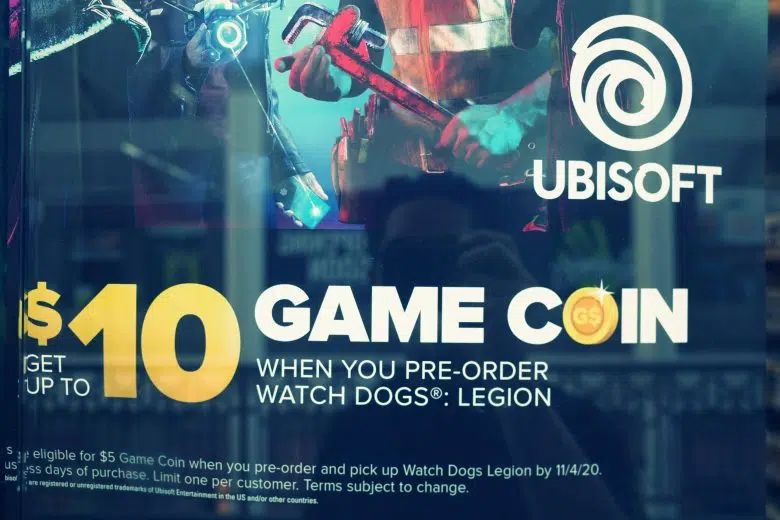 UBISOFT
$10 GAME COIN
GS
GET
UP TO
WHEN YOU PRE-ORDER
WATCH DOGS®: LEGION
eligible for $5 Game Coin when you pre-order and pick up Watch Dogs Legion by 11/4/20.
days of purchase. Limit one per customer. Terms subject to change.
are registered or unregistered trademarks of Ubisoft Entertainment in the US and/or other countries.